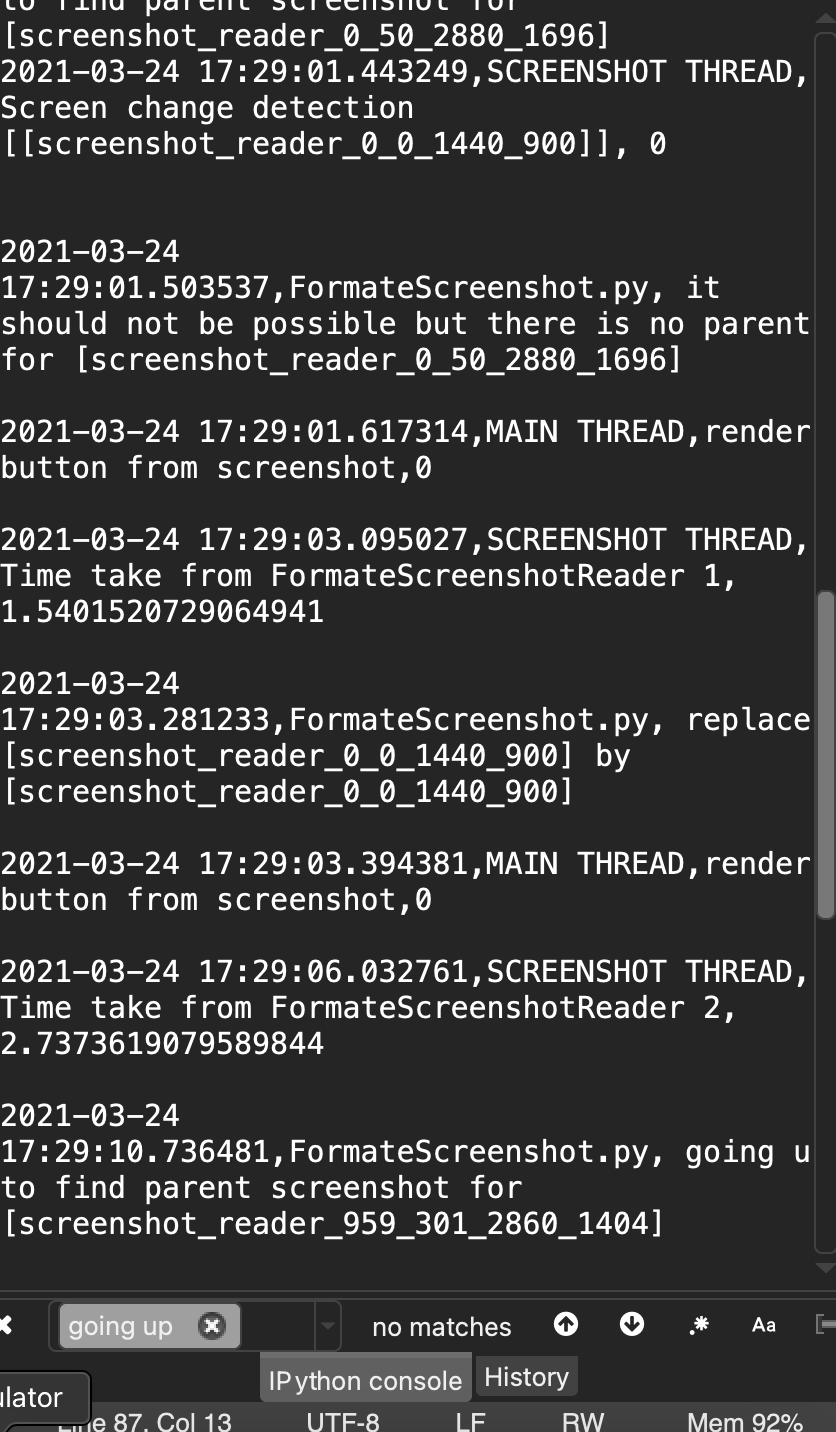 to find parent screenshot for
[screenshot_reader_0_50_2880_1696]
2021-03-24 17:29:01.443249,SCREENSHOT THREAD,
Screen change detection
[[screenshot_reader_0_0_1440_900]], 0
2021-03-24
17:29:01.503537,FormateScreenshot.py, it
should not be possible but there is no parent
for [screenshot_reader_0_50_2880_1696]
2021-03-24 17:29:01.617314,MAIN THREAD,render
button from screenshot,0
2021-03-24 17:29:03.095027,SCREENSHOT THREAD,
Time take from FormateScreenshotReader 1,
1.5401520729064941
2021-03-24
17:29:03.281233,FormateScreenshot.py, replace
[screenshot_reader_0_0_1440_900] by
[screenshot_reader_0_0_1440_900]
2021-03-24 17:29:03.394381,MAIN THREAD,render
button from screenshot,0
2021-03-24 17:29:06.032761,SCREENSHOT THREAD,
Time take from FormateScreenshotReader 2,
2.7373619079589844
2021-03-24
17:29:10.736481,FormateScreenshot.py, going u
to find parent screenshot for
[screenshot_reader_959_301_2860_1404]
going up no matches .* Aa
IPython console History
ulator
Line 87, Col 13 UTF-8 LF RW Mem 92%